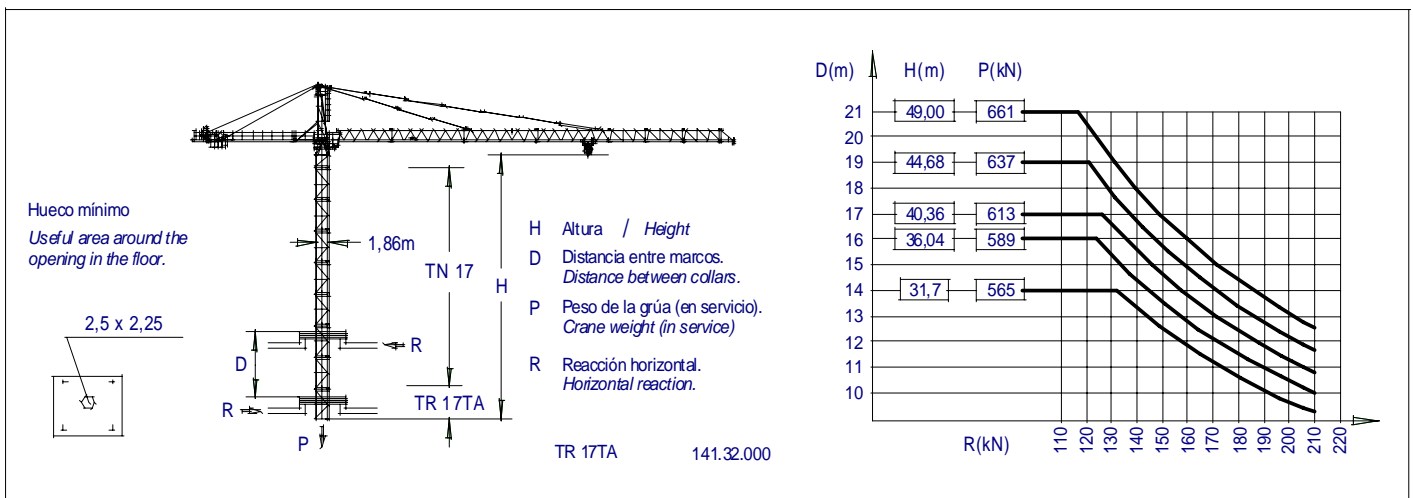 Hueco mínimo
Useful area around the
opening in the floor.
2,5 x 2,25
1,86m
TN 17
H
D
R
R
TR 17TA
P
H Altura / Height
D Distancia entre marcos.
Distance between collars.
P Peso de la grúa (en servicio).
Crane weight (in service)
R Reacción horizontal.
Horizontal reaction.
TR 17TA 141.32.000
D(m) H(m) P(kN)
21 49,00 661
20
19 44,68 637
18
17 40,36 613
16 36,04 589
15
14 31,7 565
13
12
11
10
R(kN) 110 120 130 140 150 160 170 180 190 200 210 220